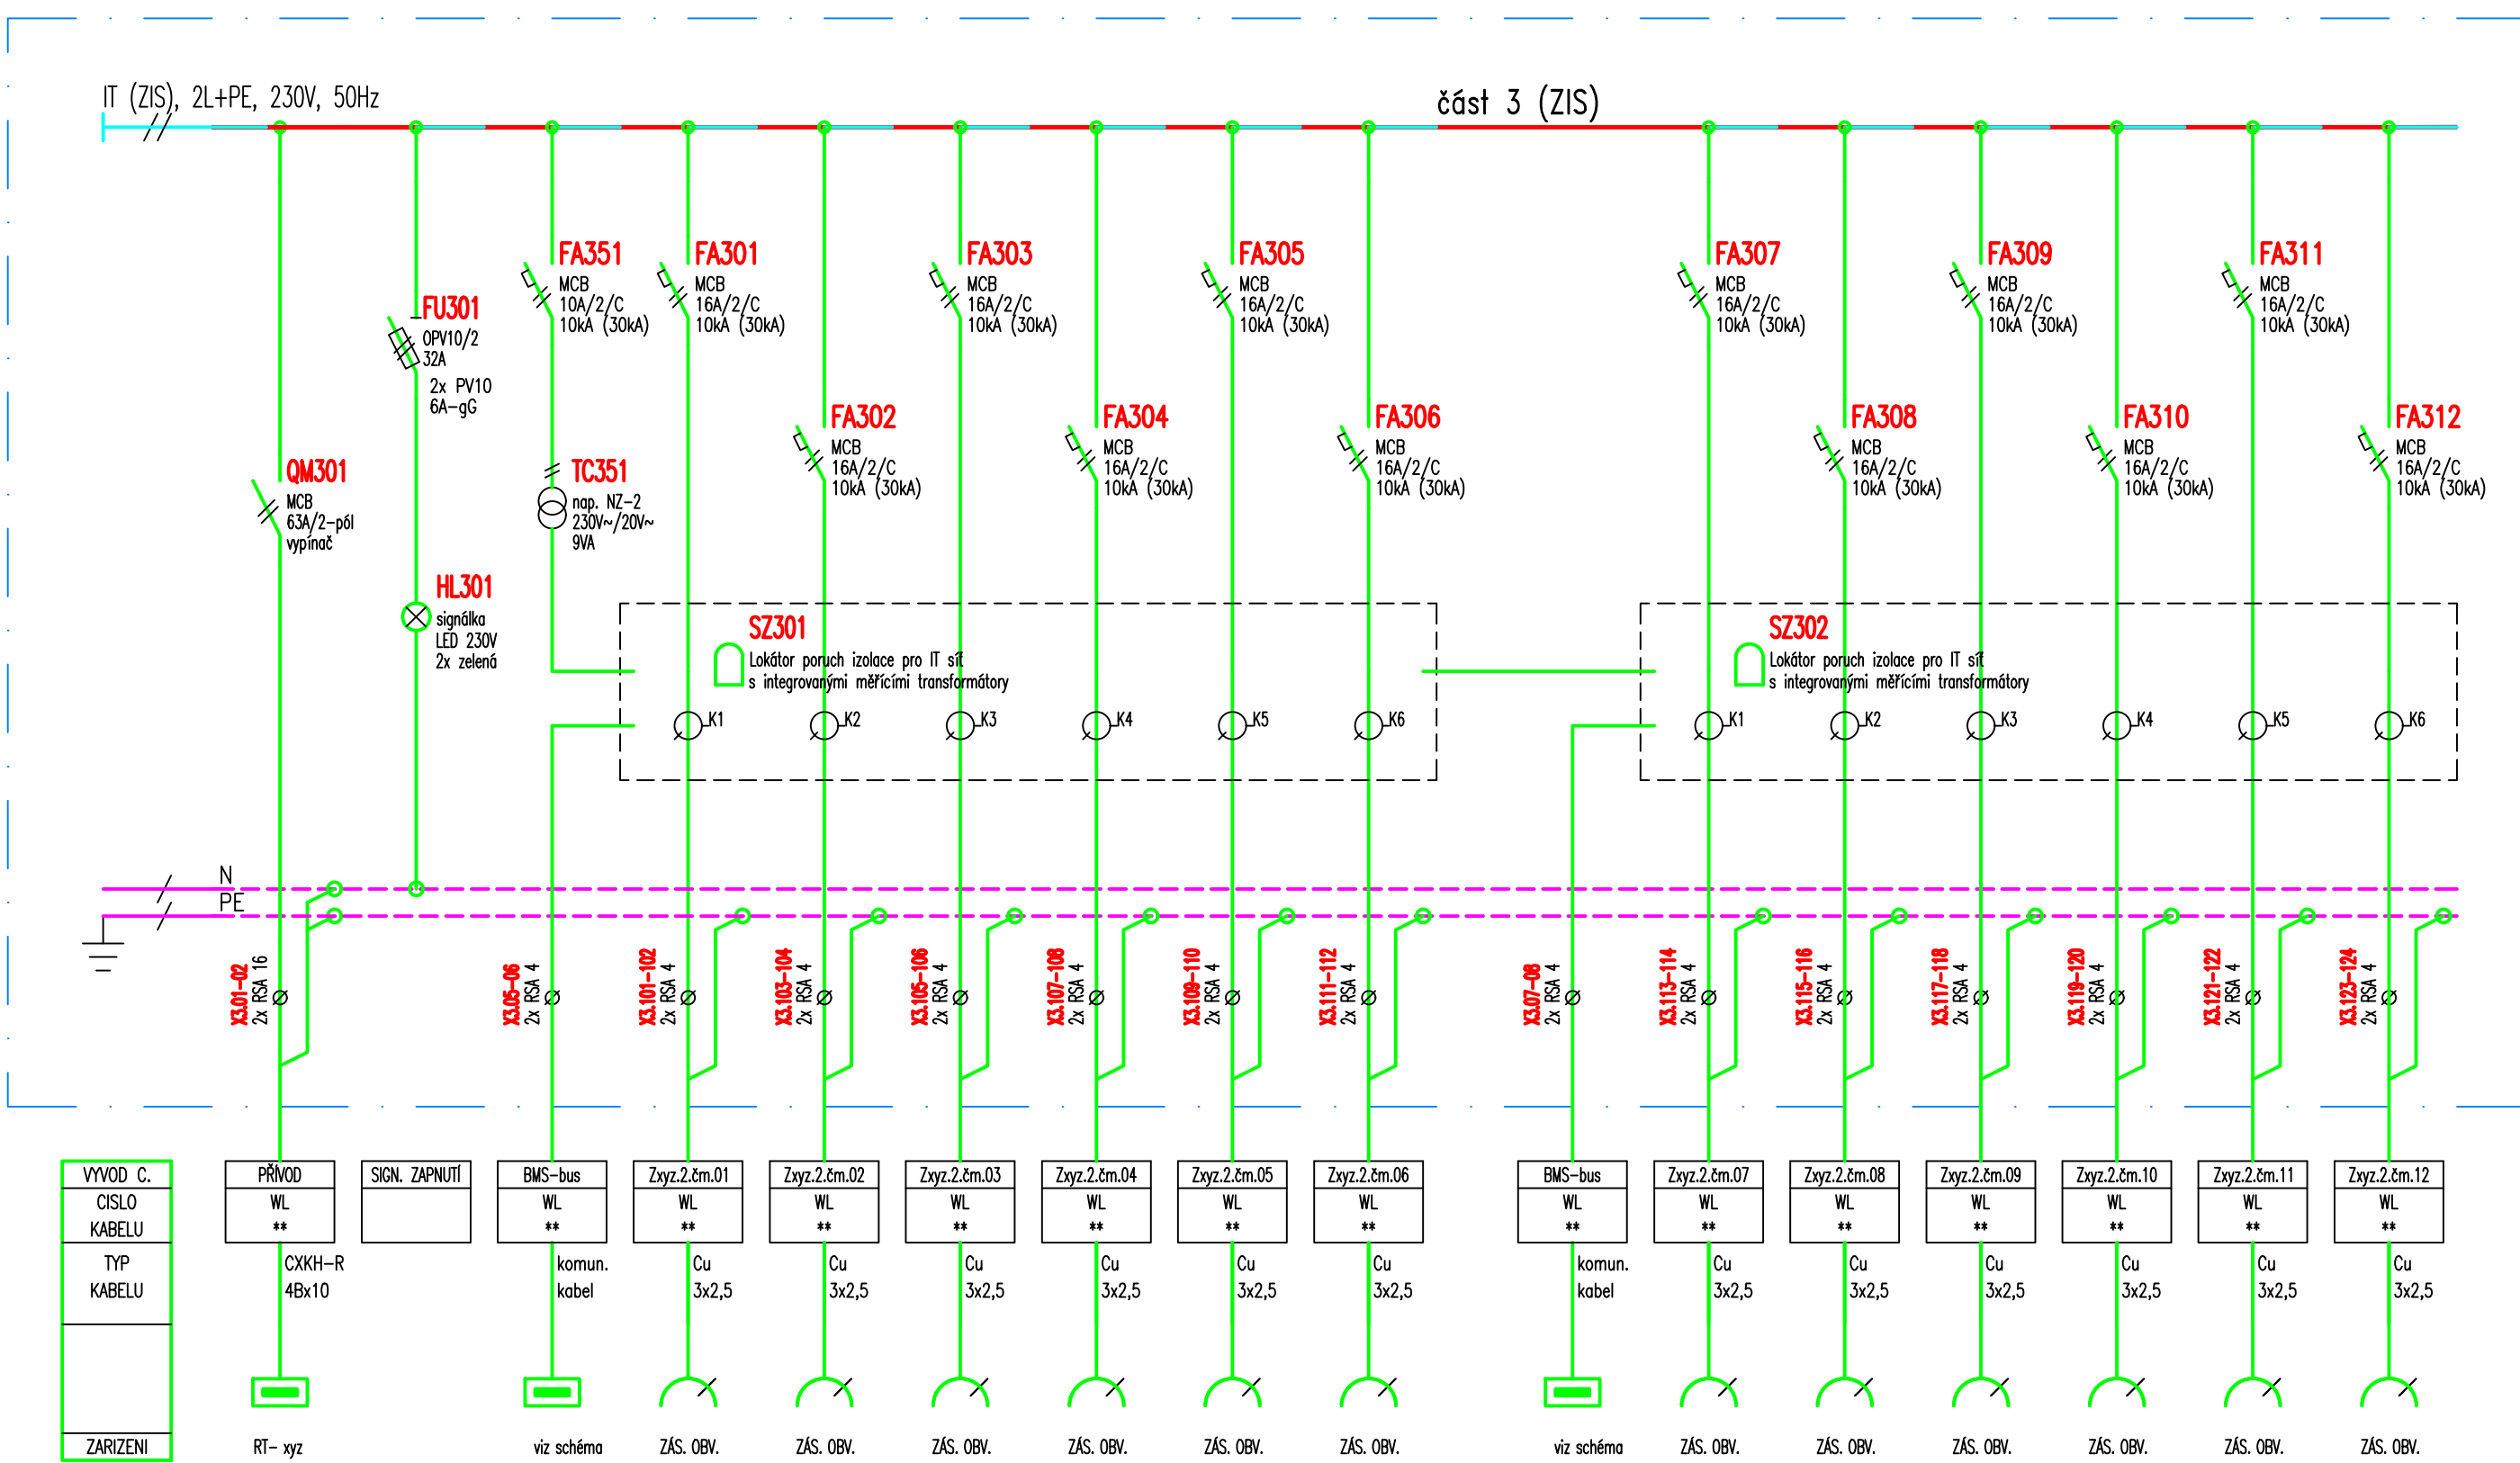 IT (ZIS), 2L+PE, 230V, 50Hz
část 3 (ZIS)
FA351
MCB
10A/2/C
10kA (30kA)
FA301
MCB
16A/2/C
10kA (30kA)
FA303
MCB
16A/2/C
10kA (30kA)
FA305
MCB
16A/2/C
10kA (30kA)
FA307
MCB
16A/2/C
10kA (30kA)
FA309
MCB
16A/2/C
10kA (30kA)
FA311
MCB
16A/2/C
10kA (30kA)
FU301
OPV10/2
32A
2x PV10
6A-gG
FA302
MCB
16A/2/C
10kA (30kA)
FA304
MCB
16A/2/C
10kA (30kA)
FA306
MCB
16A/2/C
10kA (30kA)
FA308
MCB
16A/2/C
10kA (30kA)
FA310
MCB
16A/2/C
10kA (30kA)
FA312
MCB
16A/2/C
10kA (30kA)
QM301
MCB
63A/2-pól
vypínač
TC351
nap. NZ-2
230V~/20V~
9VA
HL301
signálka
LED 230V
2x zelená
SZ301
Lokátor poruch izolace pro IT síť
s integrovanými měřícími transformátory
K1
K2
K3
K4
K5
K6
SZ302
Lokátor poruch izolace pro IT síť
s integrovanými měřícími transformátory
K1
K2
K3
K4
K5
K6
N
PE
X3.01-02
2x RSA 16
X3.05-06
2x RSA 4
X3.101-102
2x RSA 4
X3.103-104
2x RSA 4
X3.105-106
2x RSA 4
X3.107-108
2x RSA 4
X3.109-110
2x RSA 4
X3.111-112
2x RSA 4
X3.07-08
2x RSA 4
X3.113-114
2x RSA 4
X3.115-116
2x RSA 4
X3.117-118
2x RSA 4
X3.119-120
2x RSA 4
X3.121-122
2x RSA 4
X3.123-124
2x RSA 4
VYVOD C. PŘÍVOD SIGN. ZAPNUTÍ BMS-bus Zxyz.2.čm.01 Zxyz.2.čm.02 Zxyz.2.čm.03 Zxyz.2.čm.04 Zxyz.2.čm.05 Zxyz.2.čm.06 BMS-bus Zxyz.2.čm.07 Zxyz.2.čm.08 Zxyz.2.čm.09 Zxyz.2.čm.10 Zxyz.2.čm.11 Zxyz.2.čm.12
CISLO WL WL WL WL WL WL WL WL WL WL WL WL WL WL WL
KABELU ** ** ** ** ** ** ** ** ** ** ** ** ** ** **
TYP CXKH-R komun. Cu Cu Cu Cu Cu Cu komun. Cu Cu Cu Cu Cu Cu
KABELU 4Bx10 kabel 3x2,5 3x2,5 3x2,5 3x2,5 3x2,5 3x2,5 kabel 3x2,5 3x2,5 3x2,5 3x2,5 3x2,5 3x2,5
ZARIZENI RT- xyz viz schéma ZÁS. OBV. ZÁS. OBV. ZÁS. OBV. ZÁS. OBV. ZÁS. OBV. ZÁS. OBV. viz schéma ZÁS. OBV. ZÁS. OBV. ZÁS. OBV. ZÁS. OBV. ZÁS. OBV. ZÁS. OBV.